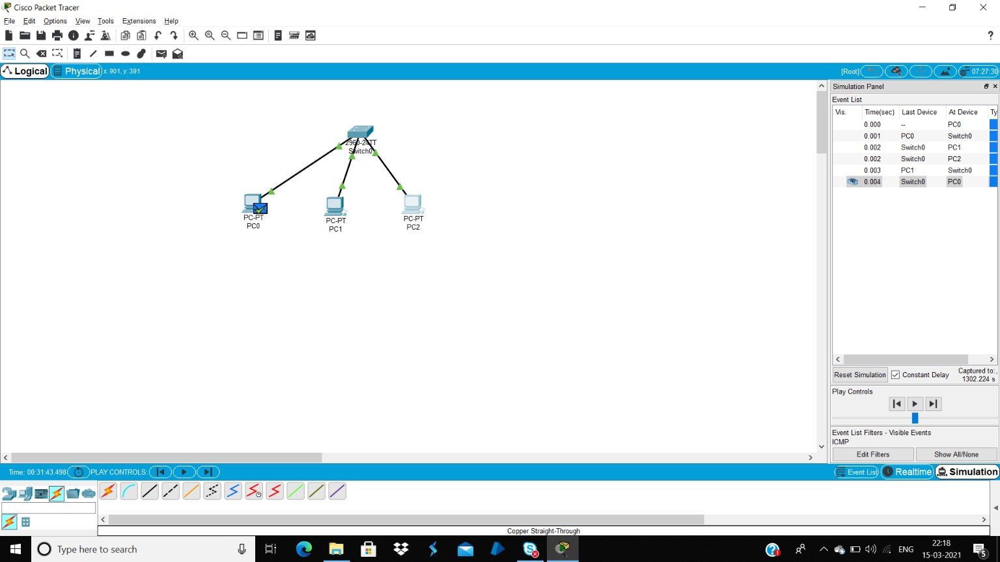 Cisco Packet Tracer
File Edit Options View Tools Extensions Help
?
Logical Physical x: 901, y: 391 [Root] 07:27:30
Simulation Panel
Event List
Vis. Time(sec) Last Device At Device Ty
0.000 -- PC0
0.001 PC0 Switch0
0.002 Switch0 PC1
0.002 Switch0 PC2
0.003 PC1 Switch0
0.004 Switch0 PC0
2960-24TT
Switch0
PC-PT
PC0
PC-PT
PC1
PC-PT
PC2
Reset Simulation Constant Delay Captured to:
1302.224 s
Play Controls
Event List Filters - Visible Events
ICMP
Edit Filters Show All/None
Time: 00:31:43.498 PLAY CONTROLS: Event List Realtime Simulation
Copper Straight-Through
Type here to search
ENG
22:18
15-03-2021
5